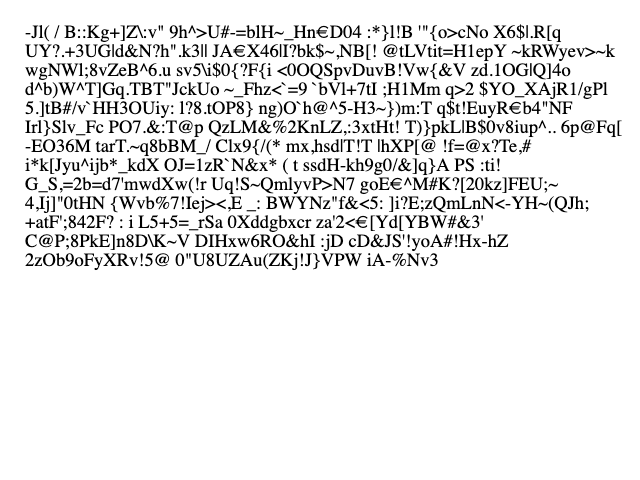 -Jl( / B::Kg+]Z\:v" 9h^>U#-=blH~_Hn€D04 :*}l!B '"{o>cNo X6$|.R[q
UY?.+3UG|d&N?h".k3|| JA€X46|I?bk$~,NB[! @tLVtit=H1epY ~kRWyev>~k
wgNWl;8vZeB^6.u sv5\i$0{?F{i <0OQSpvDuvB!Vw{&V zd.1OG|Q]4o
d^b)W^T]Gq.TBT"JckUo ~_Fhz<`=9 `bVl+7tI ;H1Mm q>2 $YO_XAjR1/gPl
5.]tB#/v`HH3OUiy: l?8.tOP8} ng)O`h@^5-H3~})m:T q$t!EuyR€b4"NF
Irl}Slv_Fc PO7.&:T@p QzLM&%2KnLZ,:3xtHt! T)}pkL|B$0v8iup^.. 6p@Fq[
-EO36M tarT.~q8bBM_/ Clx9{/(* mx,hsd|T!T |hXP[@ !f=@x?Te,#
i*k[Jyu^ijb*_kdX OJ=1zR`N&x* ( t ssdH-kh9g0/&]q}A PS :ti!
G_S,=2b=d7'mwdXw(!r Uq!S~QmlyvP>N7 goE€^M#K?[20kz]FEU;~
4,Ij]"0tHN {Wvb%7!Iej><,E _: BWYNz"f&<5: ]i?E;zQmLnN<-YH~(QJh;
+atF';842F? : i L5+5=_rSa 0Xddgbxcr za'2<€[Yd[YBW#&3'
C@P;8PkE]n8D\K~V DIHxw6RO&hI :jD cD&JS'!yoA#!Hx-hZ
2zOb9oFyXRv!5@ 0"U8UZAu(ZKj!J}VPW iA-%Nv3